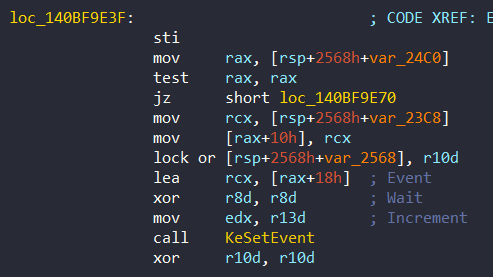 loc_140BF9E3F: ; CODE XREF: E
sti
mov rax, [rsp+2568h+var_24C0]
test rax, rax
jz short loc_140BF9E70
mov rcx, [rsp+2568h+var_23C8]
mov [rax+10h], rcx
lock or [rsp+2568h+var_2568], r10d
lea rcx, [rax+18h] ; Event
xor r8d, r8d ; Wait
mov edx, r13d ; Increment
call KeSetEvent
xor r10d, r10d